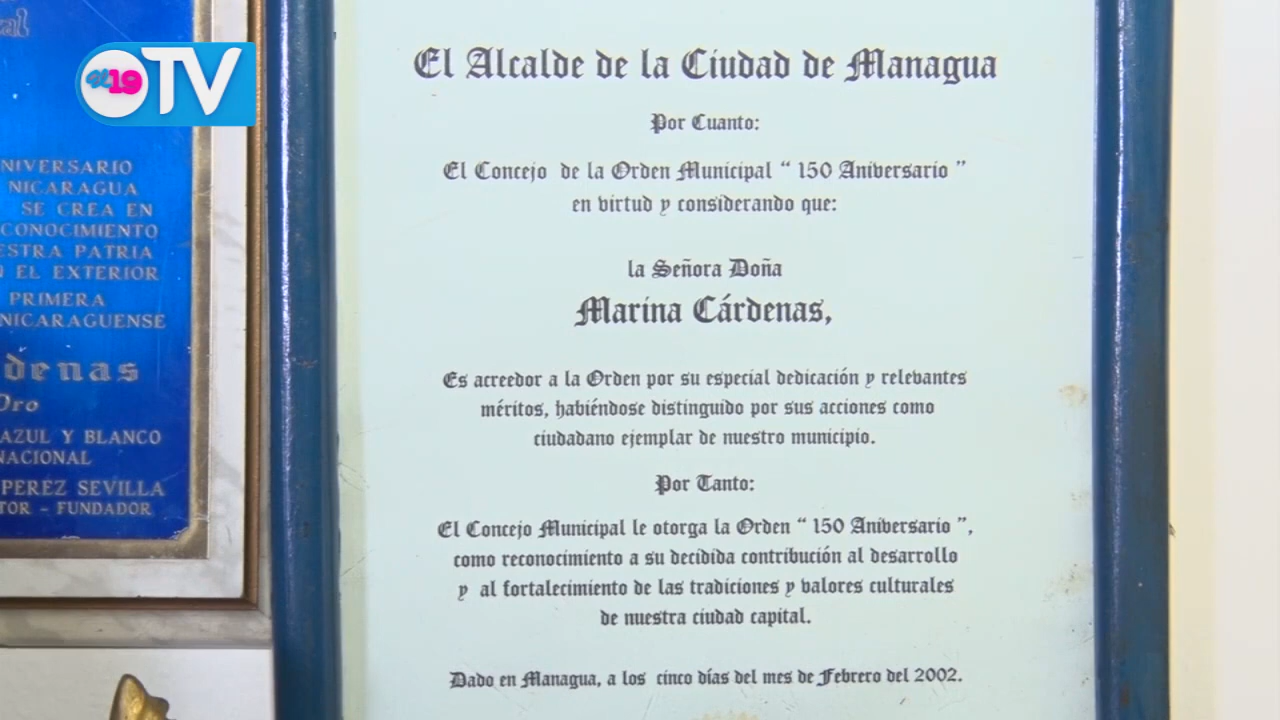 al
el 19 TV
NIVERSARIO
NICARAGUA
SE CREA EN
CONOCIMIENTO
ESTRA PATRIA
N EL EXTERIOR
PRIMERA
NICARAGUENSE
denas
Oro
AZUL Y BLANCO
NACIONAL
PEREZ SEVILLA
TOR - FUNDADOR
El Alcalde de la Ciudad de Managua
Por Cuanto:
El Concejo de la Orden Municipal “ 150 Aniversario ”
en virtud y considerando que:
la Señora Doña
Marina Cárdenas,
Es acreedor a la Orden por su especial dedicación y relevantes
méritos, habiéndose distinguido por sus acciones como
ciudadano ejemplar de nuestro municipio.
Por Tanto:
El Concejo Municipal le otorga la Orden “ 150 Aniversario ”,
como reconocimiento a su decidida contribución al desarrollo
y al fortalecimiento de las tradiciones y valores culturales
de nuestra ciudad capital.
Dado en Managua, a los cinco días del mes de Febrero del 2002.